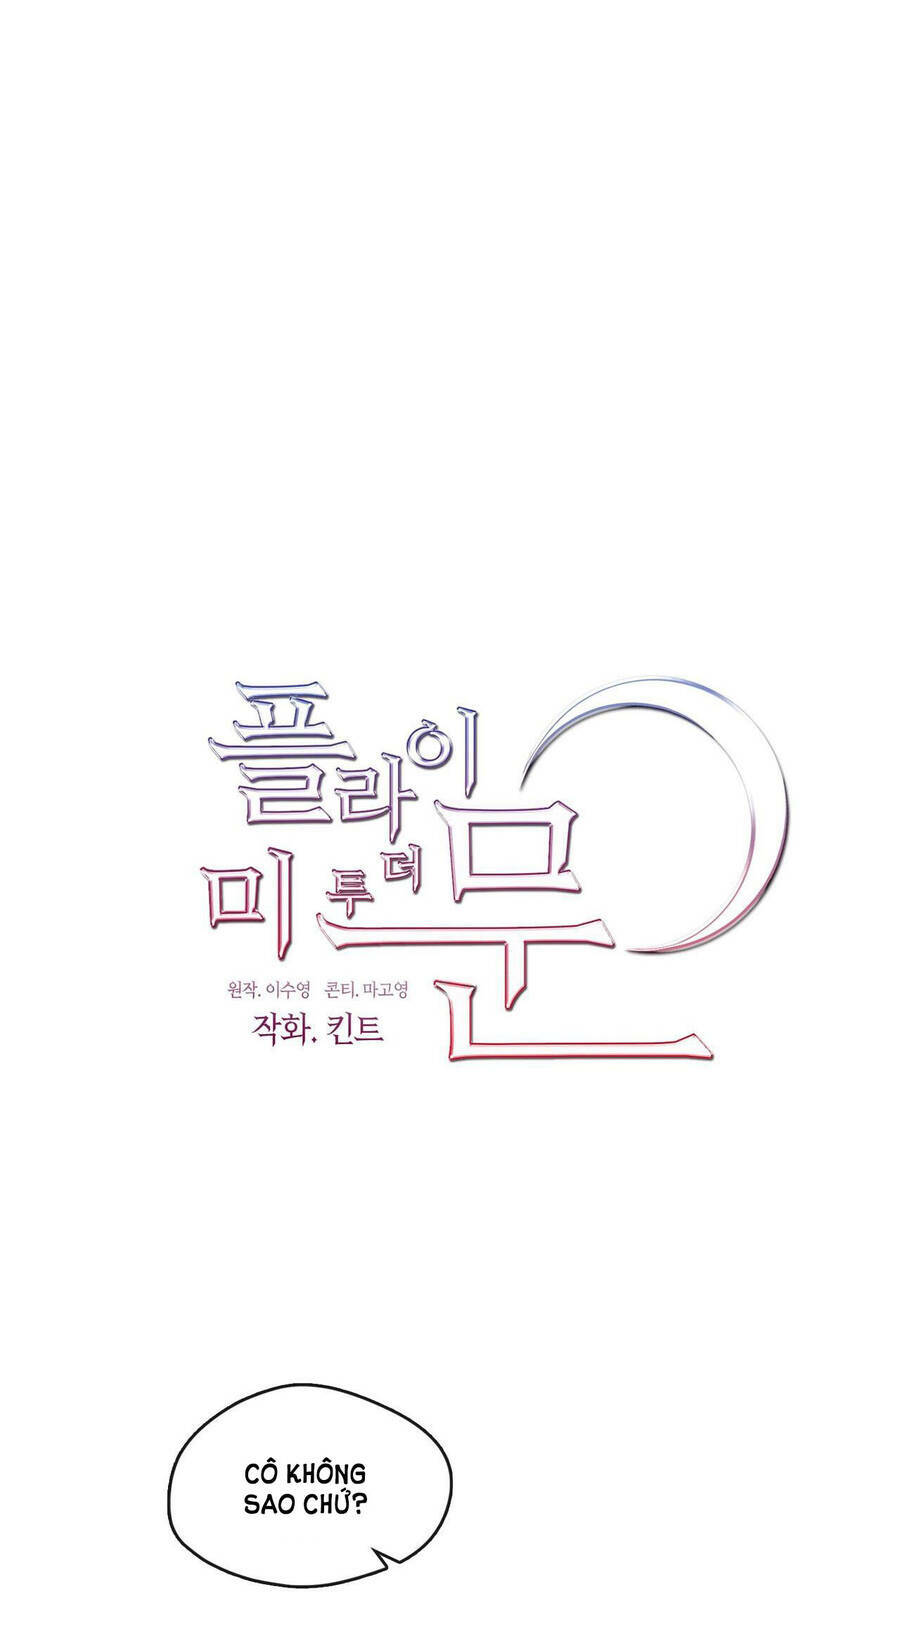 플라이
미 투 더 문
원작. 이수영 콘티. 마고영
작화. 킨트
CÔ KHÔNG
SAO CHỨ?